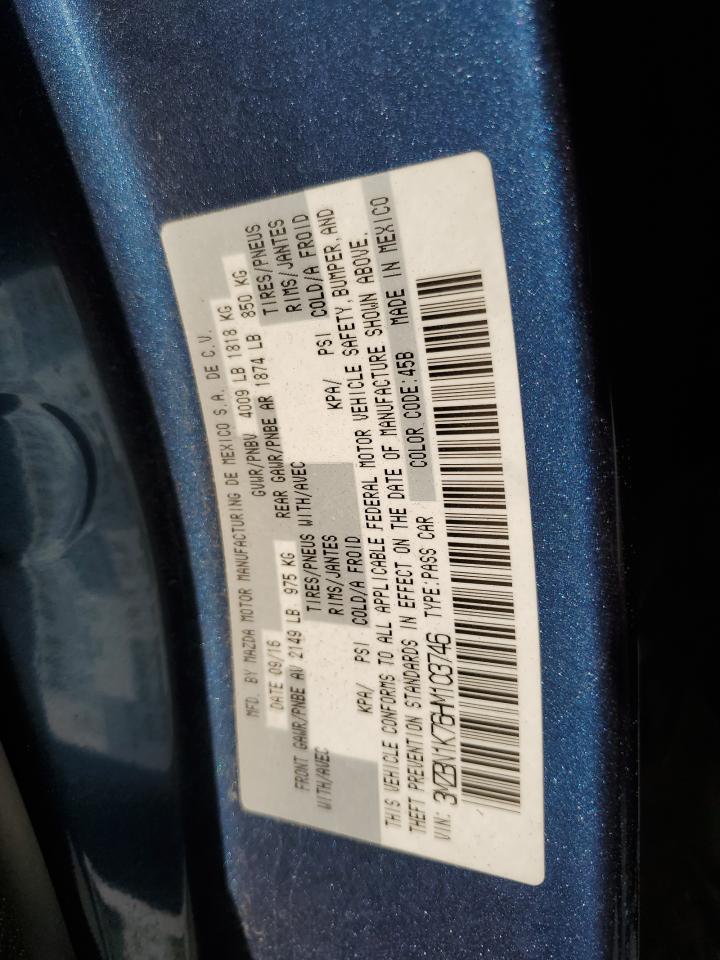 MFD. BY MAZDA MOTOR MANUFACTURING DE MEXICO S.A. DE C.V.
DATE 09/16 GVWR/PNBV 4009 LB 1818 KG
FRONT GAWR/PNBE AV 2149 LB 975 KG REAR GAWR/PNBE AR 1874 LB 850 KG
WITH/AVEC TIRES/PNEUS WITH/AVEC TIRES/PNEUS
RIMS/JANTES RIMS/JANTES
KPA/ PSI COLD/A FROID KPA/ PSI COLD/A FROID
THIS VEHICLE CONFORMS TO ALL APPLICABLE FEDERAL MOTOR VEHICLE SAFETY, BUMPER, AND
THEFT PREVENTION STANDARDS IN EFFECT ON THE DATE OF MANUFACTURE SHOWN ABOVE.
VIN: 3MZBN1K76HM103746 TYPE:PASS CAR COLOR CODE:45B MADE IN MEXICO